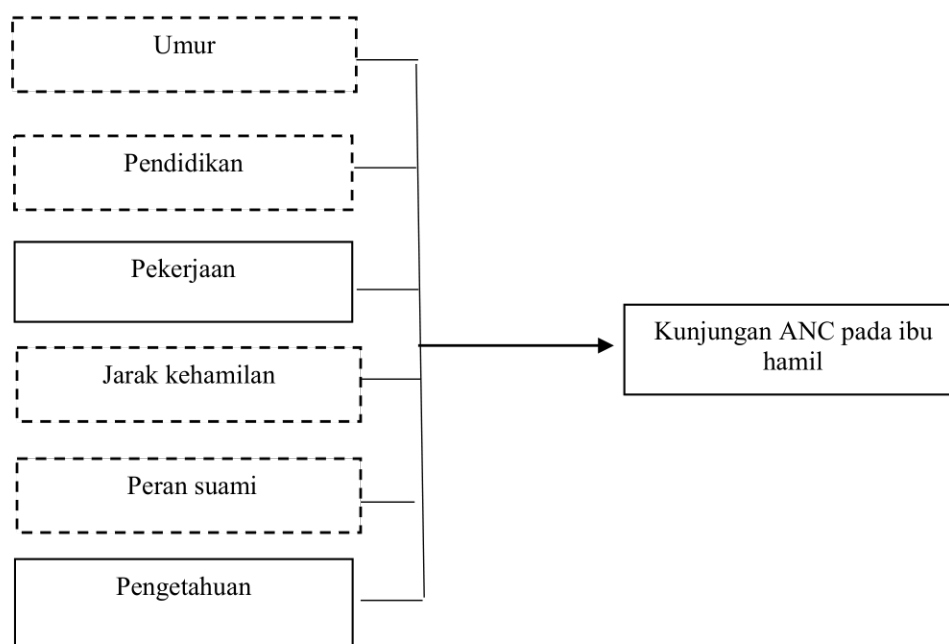 Umur
Pendidikan
Pekerjaan
Jarak kehamilan
Peran suami
Pengetahuan
Kunjungan ANC pada ibu
hamil